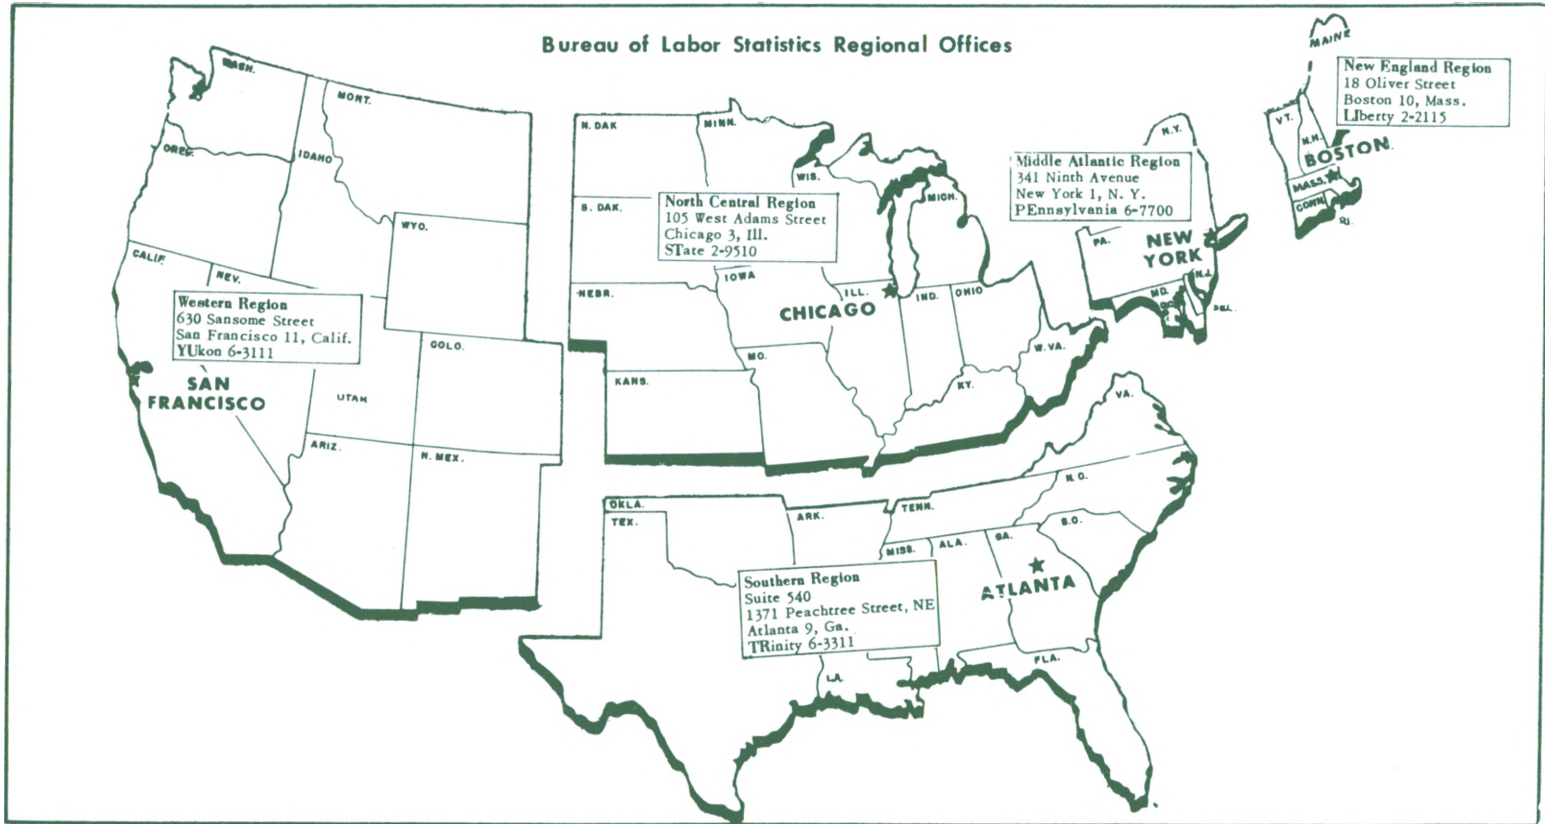 Bureau of Labor Statistics Regional Offices
MAINE
New England Region
18 Oliver Street
Boston 10, Mass.
LIberty 2-2115
VT.
N.H.
BOSTON
MASS.
CONN.
R.I.
N.Y.
Middle Atlantic Region
341 Ninth Avenue
New York 1, N. Y.
PEnnsylvania 6-7700
PA.
NEW
YORK
N.J.
MD.
DEL.
WASH.
MONT.
OREG.
IDAHO
WYO.
CALIF.
NEV.
Western Region
630 Sansome Street
San Francisco 11, Calif.
YUkon 6-3111
SAN
FRANCISCO
UTAH
COLO.
ARIZ.
N. MEX.
N. DAK
MINN.
WIS.
MICH.
S. DAK.
North Central Region
105 West Adams Street
Chicago 3, Ill.
STate 2-9510
NEBR.
IOWA
ILL.
IND.
OHIO
CHICAGO
MO.
W. VA.
KANS.
KY.
VA.
OKLA.
TEX.
ARK.
TENN.
N.C.
S.C.
MISS.
ALA.
GA.
ATLANTA
Southern Region
Suite 540
1371 Peachtree Street, NE
Atlanta 9, Ga.
TRinity 6-3311
LA.
FLA.